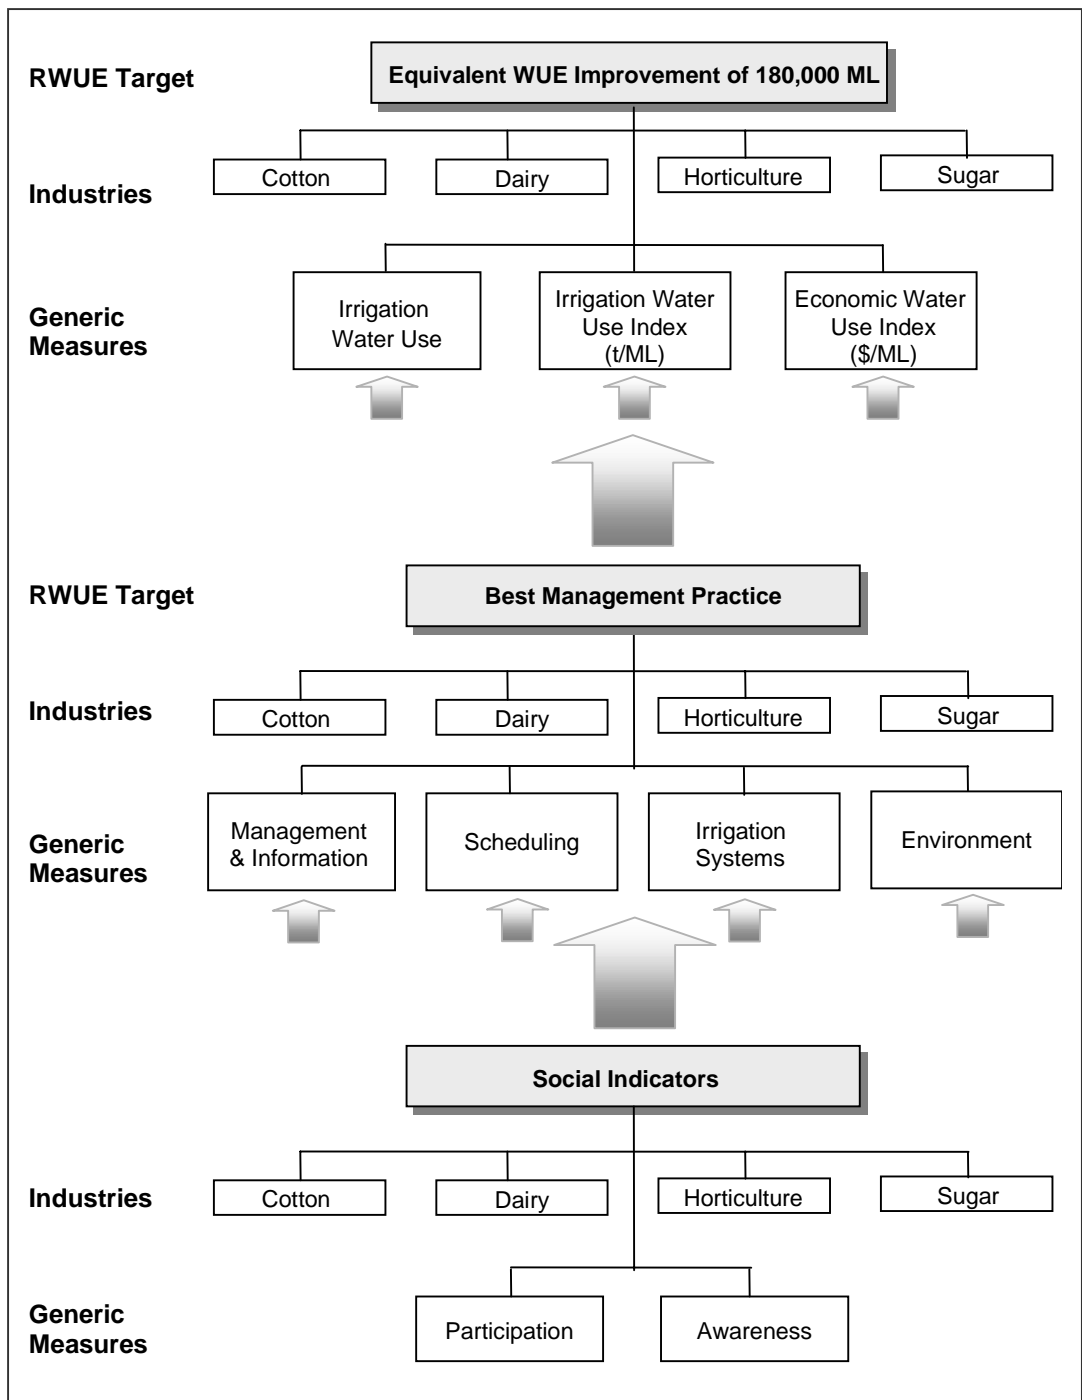 RWUE Target
Equivalent WUE Improvement of 180,000 ML
Industries
Cotton
Dairy
Horticulture
Sugar
Generic
Measures
Irrigation
Water Use
Irrigation Water
Use Index
(t/ML)
Economic Water
Use Index
($/ML)
RWUE Target
Best Management Practice
Industries
Cotton
Dairy
Horticulture
Sugar
Generic
Measures
Management
& Information
Scheduling
Irrigation
Systems
Environment
Social Indicators
Industries
Cotton
Dairy
Horticulture
Sugar
Generic
Measures
Participation
Awareness